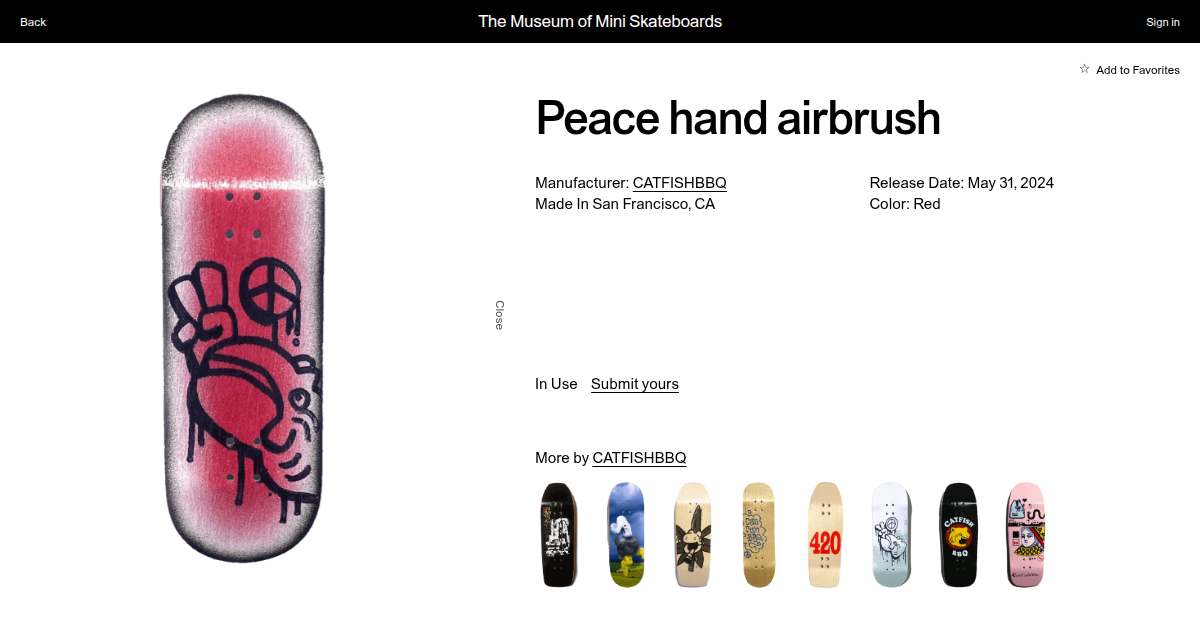 Back
The Museum of Mini Skateboards
Sign in
☆ Add to Favorites
Peace hand airbrush
Manufacturer: CATFISHBBQ
Made In San Francisco, CA
Release Date: May 31, 2024
Color: Red
Close
In Use Submit yours
More by CATFISHBBQ
420
CATFISH
BBQ